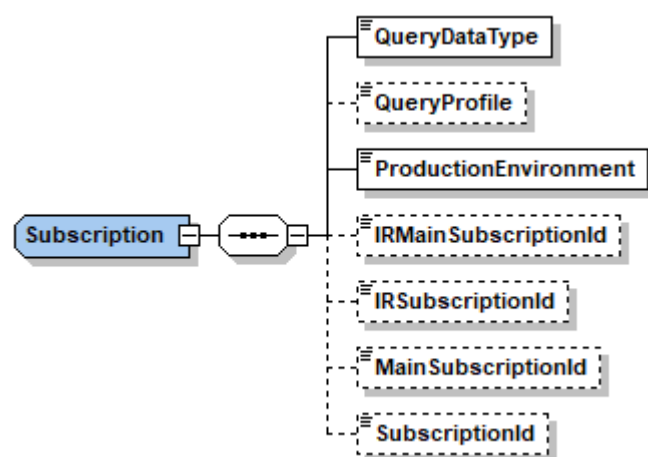 QueryDataType
QueryProfile
ProductionEnvironment
Subscription
IRMainSubscriptionId
IRSubscriptionId
MainSubscriptionId
SubscriptionId